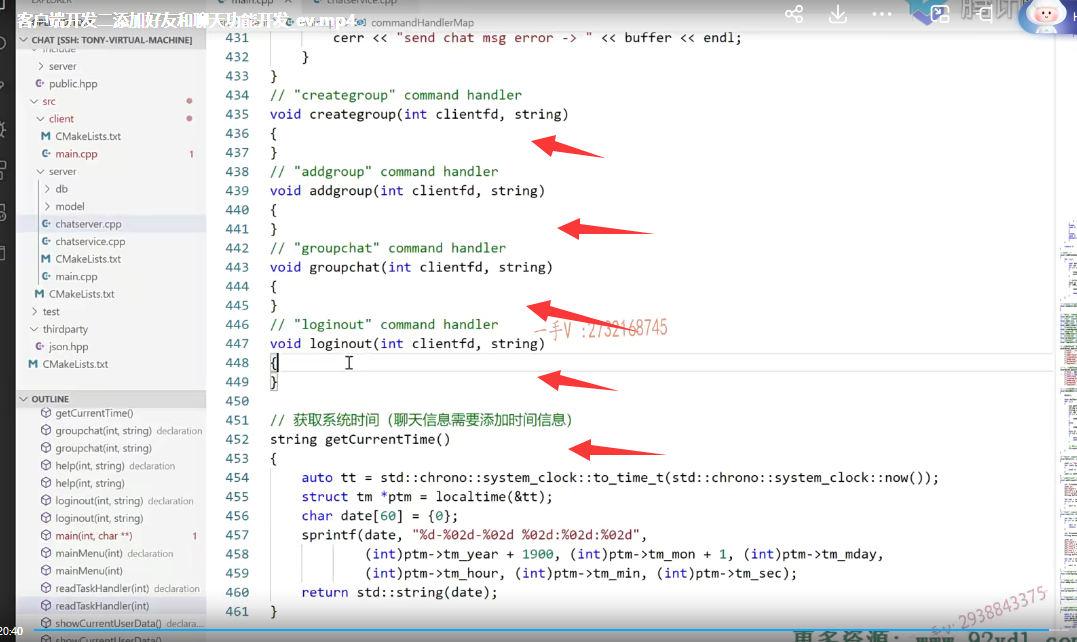 客户端开发二添加好友和聊天功能开发_ev.mp4
commandHandlerMap
CHAT [SSH: TONY-VIRTUAL-MACHINE]
include
server
public.hpp
src
client
CMakeLists.txt
main.cpp 1
server
db
model
chatserver.cpp
chatservice.cpp
CMakeLists.txt
main.cpp
CMakeLists.txt
test
thirdparty
json.hpp
CMakeLists.txt
OUTLINE
getCurrentTime()
groupchat(int, string) declaration
groupchat(int, string)
help(int, string) declaration
help(int, string)
loginout(int, string) declaration
loginout(int, string)
main(int, char **) 1
mainMenu(int) declaration
mainMenu(int)
readTaskHandler(int) declaration
readTaskHandler(int)
showCurrentUserData() declara...
showCurrentUserData()
20:40
431 cerr << "send chat msg error -> " << buffer << endl;
432 }
433 }
434 // "creategroup" command handler
435 void creategroup(int clientfd, string)
436 {
437 }
438 // "addgroup" command handler
439 void addgroup(int clientfd, string)
440 {
441 }
442 // "groupchat" command handler
443 void groupchat(int clientfd, string)
444 {
445 }
446 // "loginout" command handler
一手V :2732168745
447 void loginout(int clientfd, string)
448 {
449 }
450
451 // 获取系统时间（聊天信息需要添加时间信息）
452 string getCurrentTime()
453 {
454 auto tt = std::chrono::system_clock::to_time_t(std::chrono::system_clock::now());
455 struct tm *ptm = localtime(&tt);
456 char date[60] = {0};
457 sprintf(date, "%d-%02d-%02d %02d:%02d:%02d",
458 (int)ptm->tm_year + 1900, (int)ptm->tm_mon + 1, (int)ptm->tm_mday,
459 (int)ptm->tm_hour, (int)ptm->tm_min, (int)ptm->tm_sec);
460 return std::string(date);
461 }
2938843375